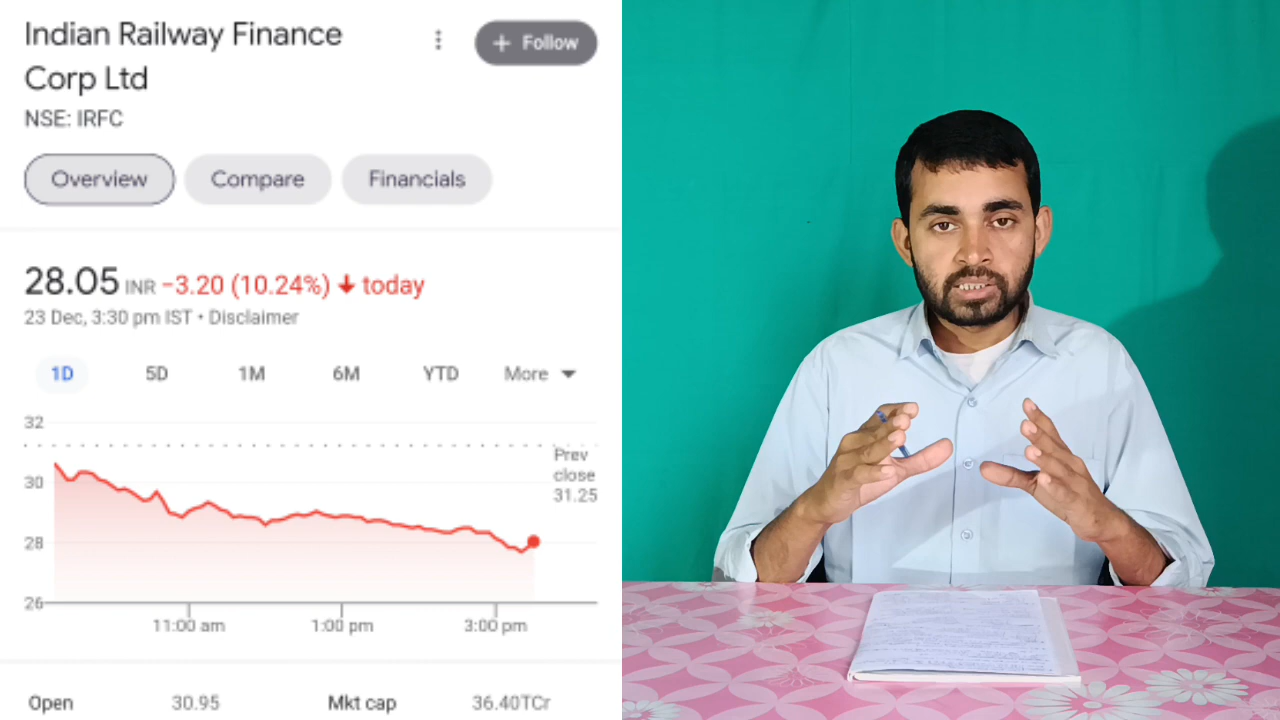 Indian Railway Finance
Corp Ltd
NSE: IRFC
+ Follow
Overview Compare Financials
28.05 INR −3.20 (10.24%) ↓ today
23 Dec, 3:30 pm IST • Disclaimer
1D 5D 1M 6M YTD More
32
Prev
close
31.25
30
28
26
11:00 am 1:00 pm 3:00 pm
Open 30.95 Mkt cap 36.40TCr